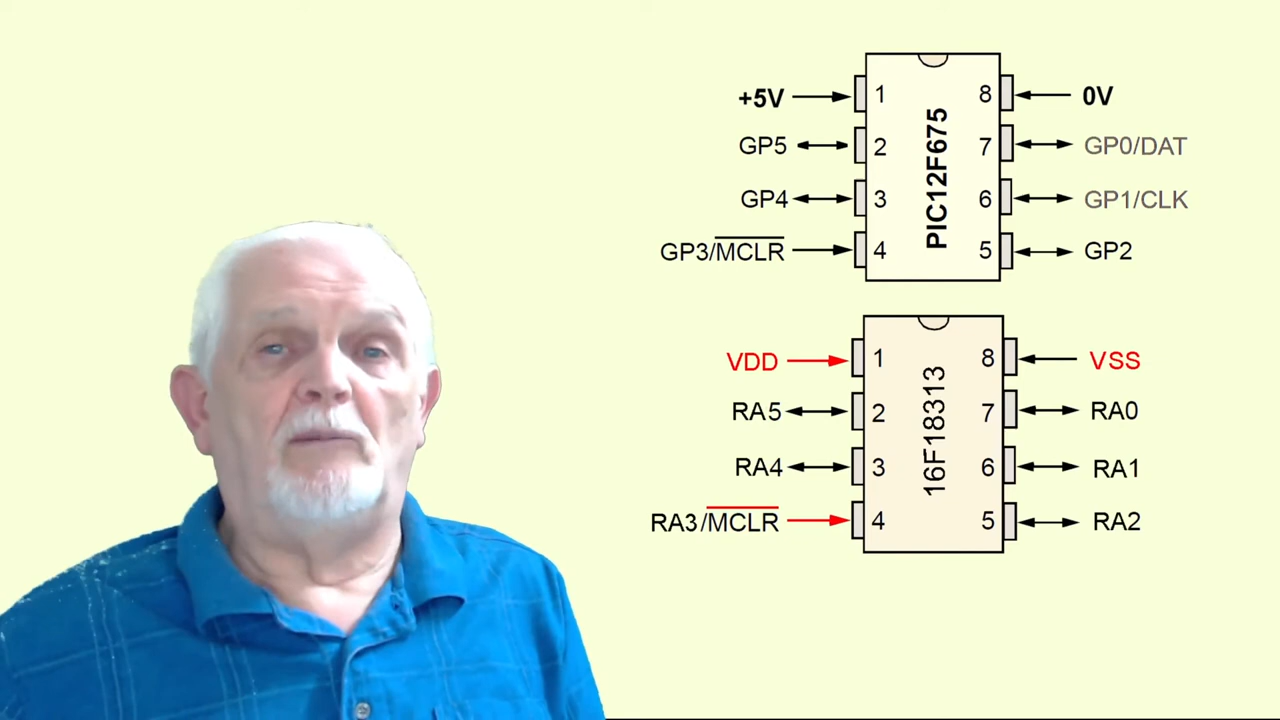 +5V 1 8 0V
GP5 2 7 GP0/DAT
GP4 3 6 GP1/CLK
GP3/MCLR 4 5 GP2
PIC12F675
VDD 1 8 VSS
RA5 2 7 RA0
RA4 3 6 RA1
RA3/MCLR 4 5 RA2
16F18313